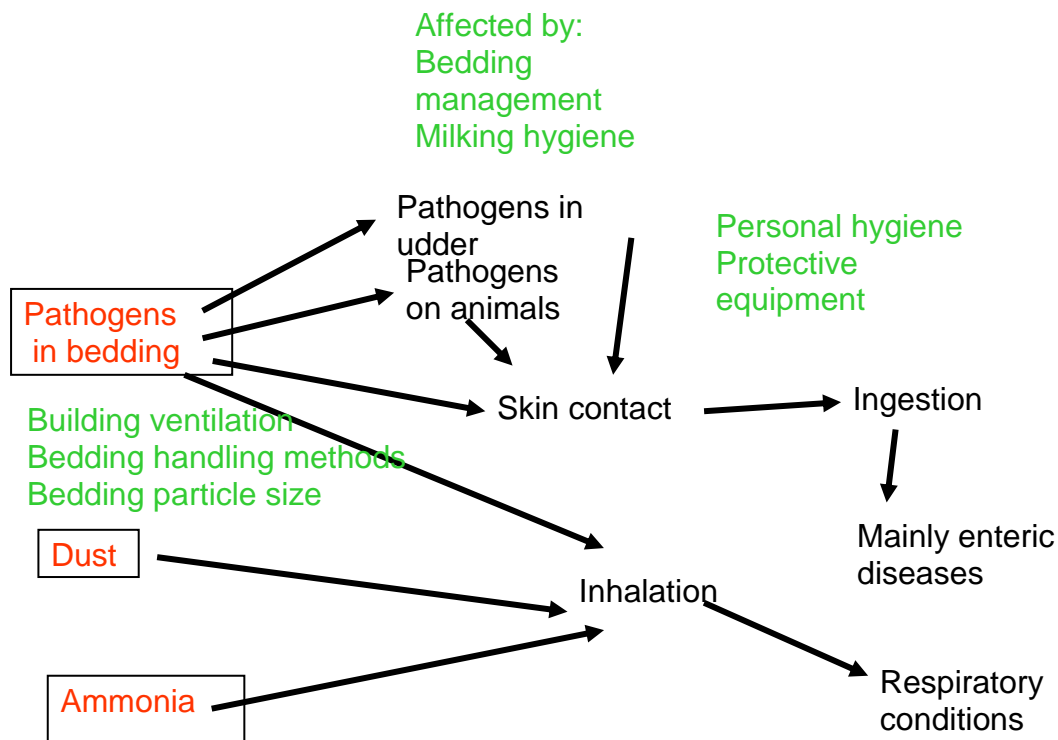 Affected by:
Bedding
management
Milking hygiene
Pathogens in
udder
Pathogens
on animals
Personal hygiene
Protective
equipment
Pathogens
in bedding
Skin contact
Ingestion
Building ventilation
Bedding handling methods
Bedding particle size
Mainly enteric
diseases
Dust
Inhalation
Ammonia
Respiratory
conditions